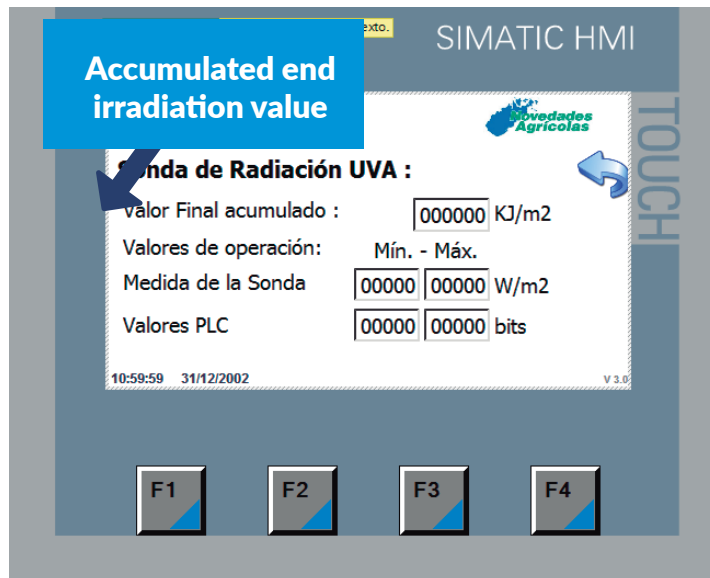 exto.
SIMATIC HMI
Accumulated end
irradiation value
Novedades
Agrícolas
TOUCH
Sonda de Radiación UVA :
Valor Final acumulado : 000000 KJ/m2
Valores de operación: Mín. - Máx.
Medida de la Sonda 00000 00000 W/m2
Valores PLC 00000 00000 bits
10:59:59 31/12/2002 V 3.0
F1 F2 F3 F4